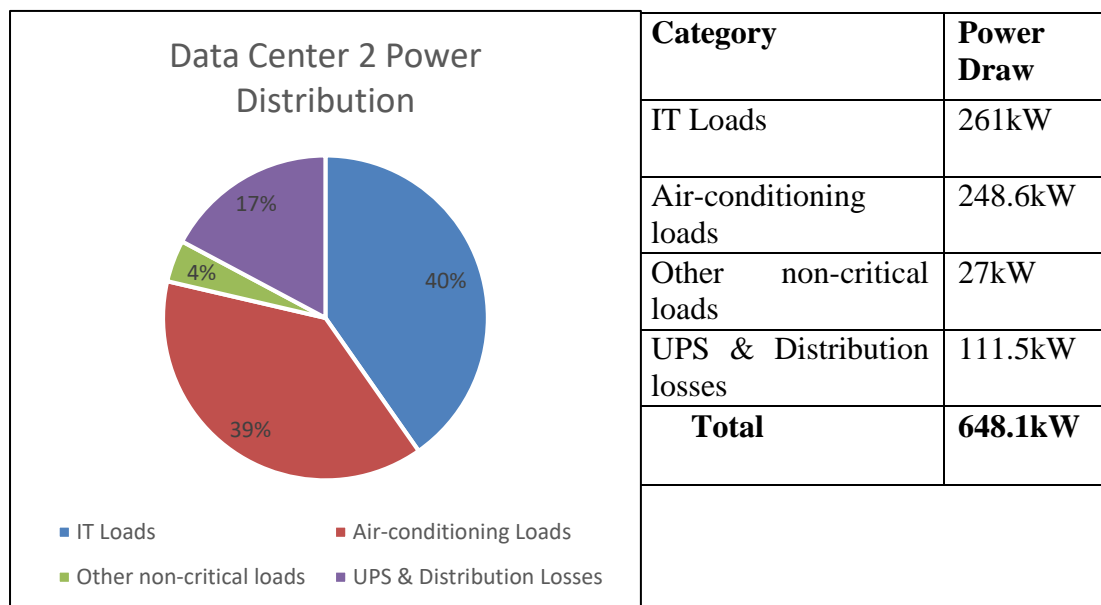 Data Center 2 Power
Distribution
17%
4%
40%
39%
IT Loads
Air-conditioning Loads
Other non-critical loads
UPS & Distribution Losses
Category
Power
Draw
IT Loads
261kW
Air-conditioning
loads
248.6kW
Other non-critical
loads
27kW
UPS & Distribution
losses
111.5kW
Total
648.1kW